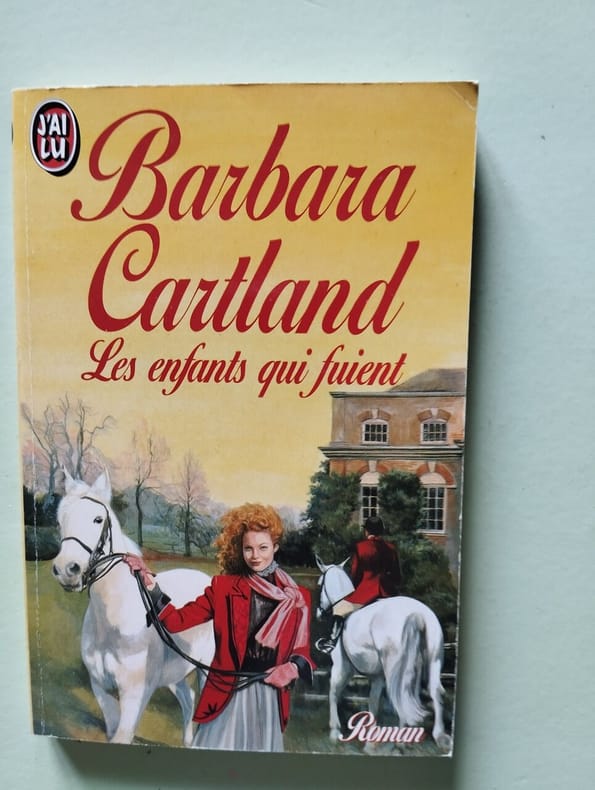 J'AI
LU
Barbara
Cartland
Les enfants qui fuient
Roman